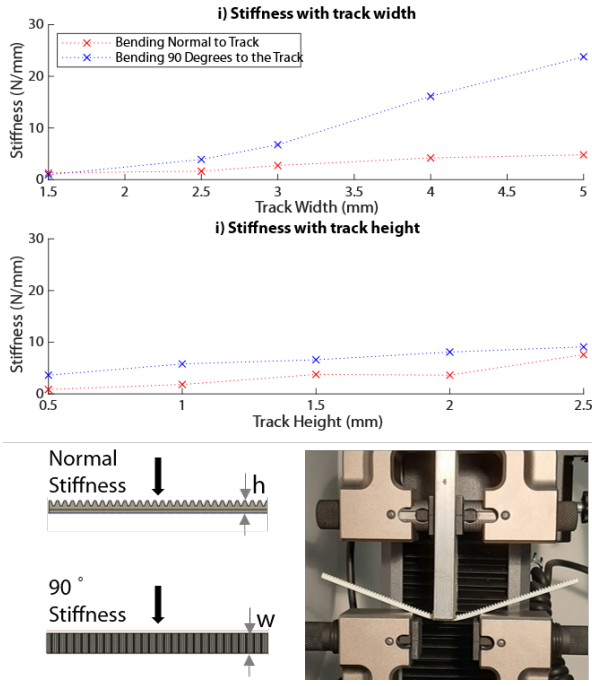 i) Stiffness with track width
30
20
10
0
Stiffness (N/mm)
Bending Normal to Track
Bending 90 Degrees to the Track
1.5 2 2.5 3 3.5 4 4.5 5
Track Width (mm)
i) Stiffness with track height
30
20
10
0
Stiffness (N/mm)
0.5 1 1.5 2 2.5
Track Height (mm)
Normal
Stiffness
h
90 °
Stiffness
w